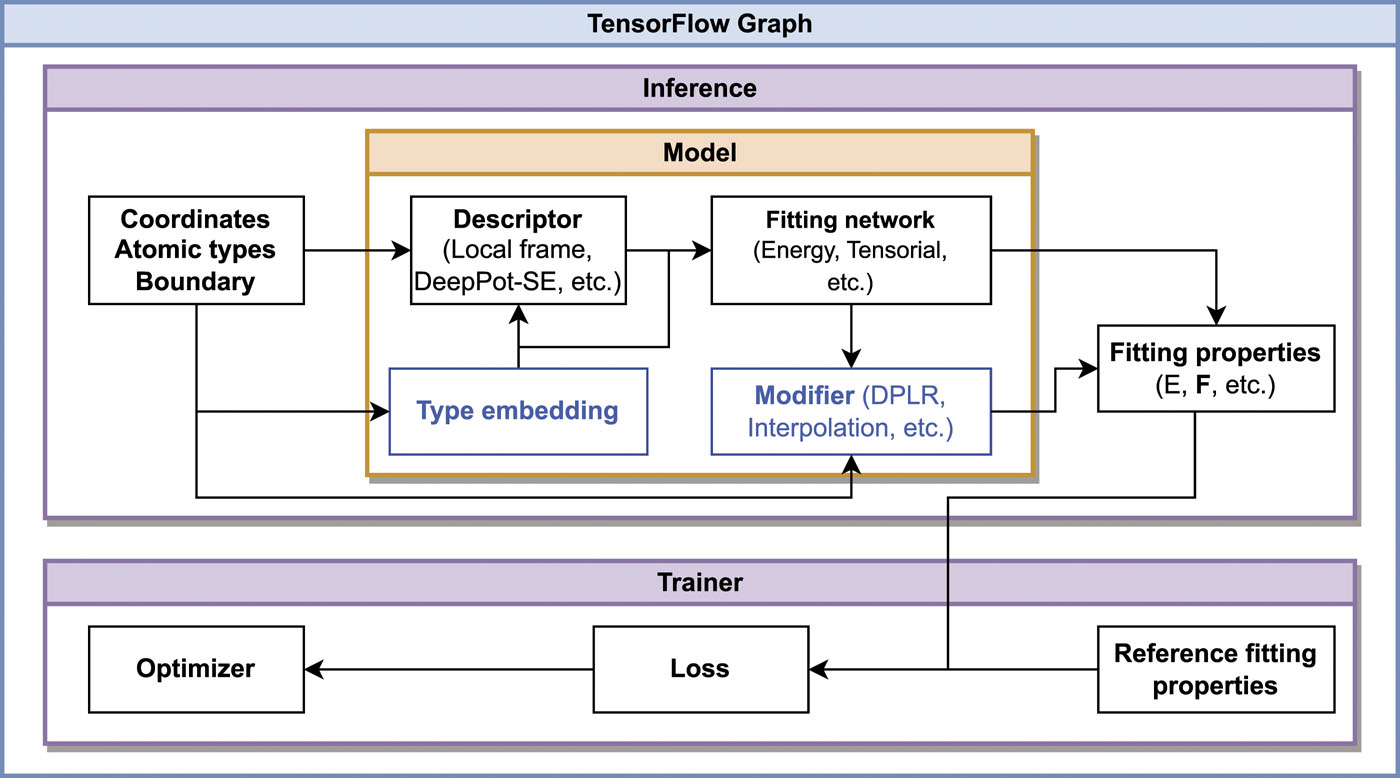 TensorFlow Graph
Inference
Model
Coordinates
Atomic types
Boundary
Descriptor
(Local frame,
DeepPot-SE, etc.)
Fitting network
(Energy, Tensorial,
etc.)
Type embedding
Modifier (DPLR,
Interpolation, etc.)
Fitting properties
(E, F, etc.)
Trainer
Optimizer
Loss
Reference fitting
properties